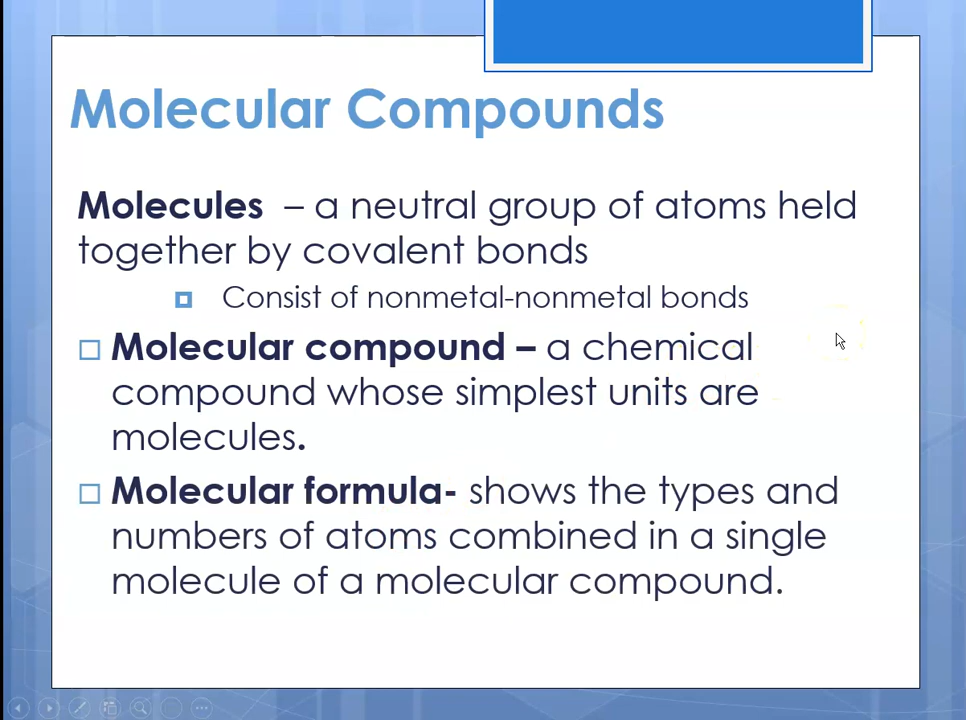 Molecular Compounds
Molecules – a neutral group of atoms held
together by covalent bonds
Consist of nonmetal-nonmetal bonds
Molecular compound – a chemical
compound whose simplest units are
molecules.
Molecular formula- shows the types and
numbers of atoms combined in a single
molecule of a molecular compound.